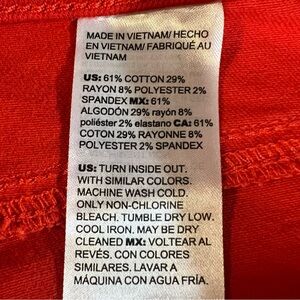 MADE IN VIETNAM/ HECHO
EN VIETNAM/ FABRIQUÉ AU
VIETNAM
US: 61% COTTON 29%
RAYON 8% POLYESTER 2%
SPANDEX MX: 61%
ALGODÓN 29% rayón 8%
poliéster 2% elastano CA: 61%
COTON 29% RAYONNE 8%
POLYESTER 2% SPANDEX
US: TURN INSIDE OUT.
WITH SIMILAR COLORS.
MACHINE WASH COLD.
ONLY NON-CHLORINE
BLEACH. TUMBLE DRY LOW.
COOL IRON. MAY BE DRY
CLEANED MX: VOLTEAR AL
REVÉS. CON COLORES
SIMILARES. LAVAR A
MÁQUINA CON AGUA FRÍA.